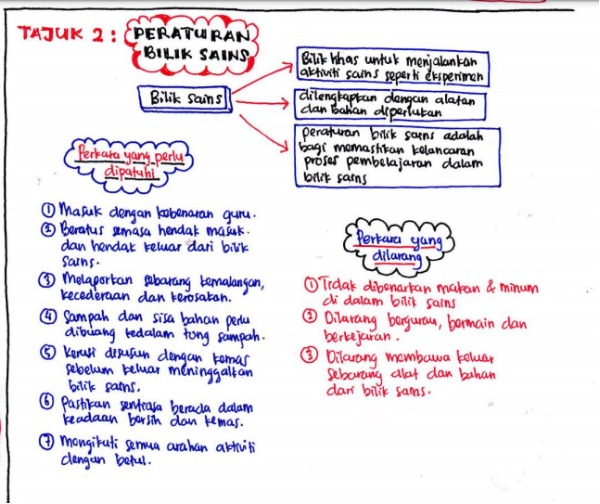 TAJUK 2 : PERATURAN
BILIK SAINS
Bilik Sains
Bilik khas untuk menjalankan
aktiviti sains seperti eksperimen
dilengkapkan dengan alatan
dan bahan diperlukan
peraturan bilik sains adalah
bagi memastikan kelancaran
proses pembelajaran dalam
bilik sains
Perkara yang perlu
dipatuhi
① Masuk dengan kebenaran guru.
② Beratus semasa hendak masuk.
dan hendak keluar dari bilik
sains.
③ Melaporkan sebarang kemalangan,
kecederaan dan kerosakan.
④ Sampah dan sisa bahan perlu
dibuang kedalam tong sampah.
⑤ Kerusi disusun dengan kemas
sebelum keluar meninggalkan
bilik sains.
⑥ Pastikan sentiasa berada dalam
keadaan bersih dan kemas.
⑦ Mengikuti semua arahan aktiviti
dengan betul.
Perkara yang
dilarang
① Tidak dibenarkan makan & minum
di dalam bilik sains
② Dilarang bergurau, bermain dan
berkejaran.
③ Dilarang membawa keluar
sebarang alat dan bahan
dari bilik sains.